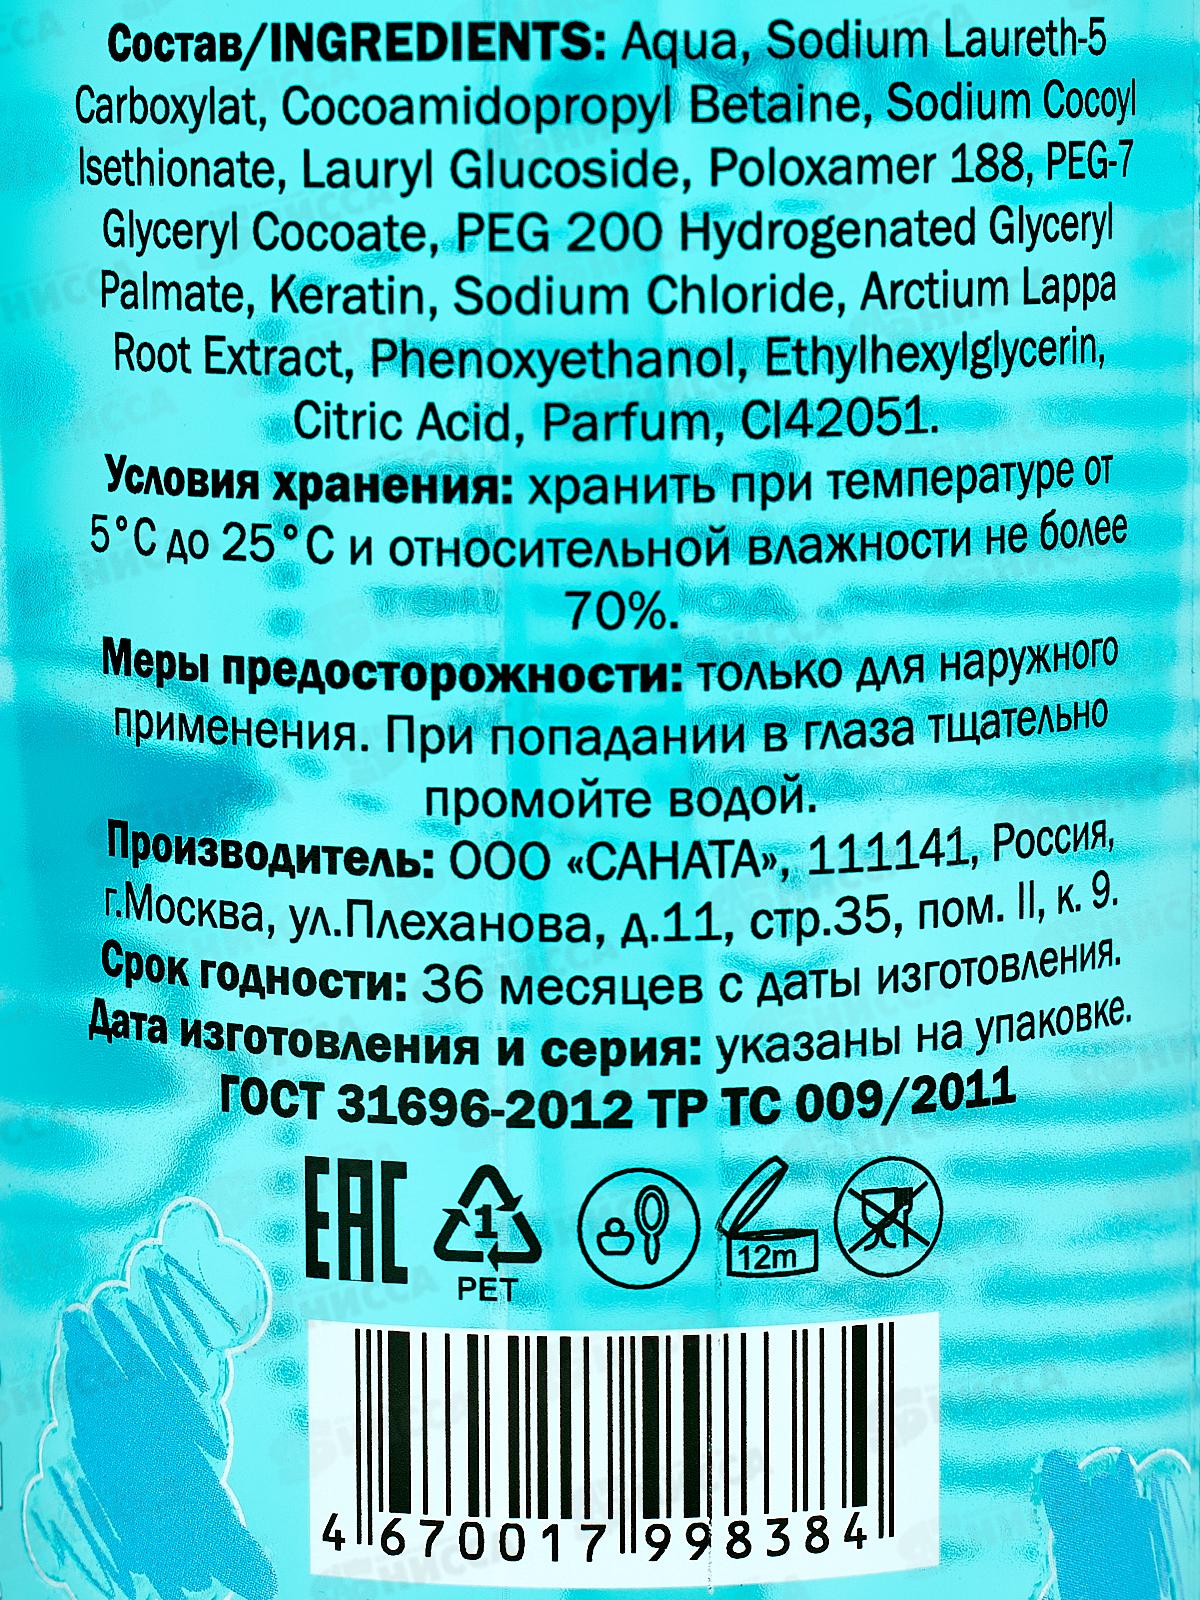 Состав/INGREDIENTS: Aqua, Sodium Laureth-5
Carboxylat, Cocoamidopropyl Betaine, Sodium Cocoyl
Isethionate, Lauryl Glucoside, Poloxamer 188, PEG-7
Glyceryl Cocoate, PEG 200 Hydrogenated Glyceryl
Palmate, Keratin, Sodium Chloride, Arctium Lappa
Root Extract, Phenoxyethanol, Ethylhexylglycerin,
Citric Acid, Parfum, CI42051.
Условия хранения: хранить при температуре от
5°C до 25°C и относительной влажности не более
70%.
Меры предосторожности: только для наружного
применения. При попадании в глаза тщательно
промойте водой.
Производитель: ООО «САНАТА», 111141, Россия,
г.Москва, ул.Плеханова, д.11, стр.35, пом. II, к. 9.
Срок годности: 36 месяцев с даты изготовления.
Дата изготовления и серия: указаны на упаковке.
ГОСТ 31696-2012 ТР ТС 009/2011
EAC
1
PET
12m
4 670017 998384